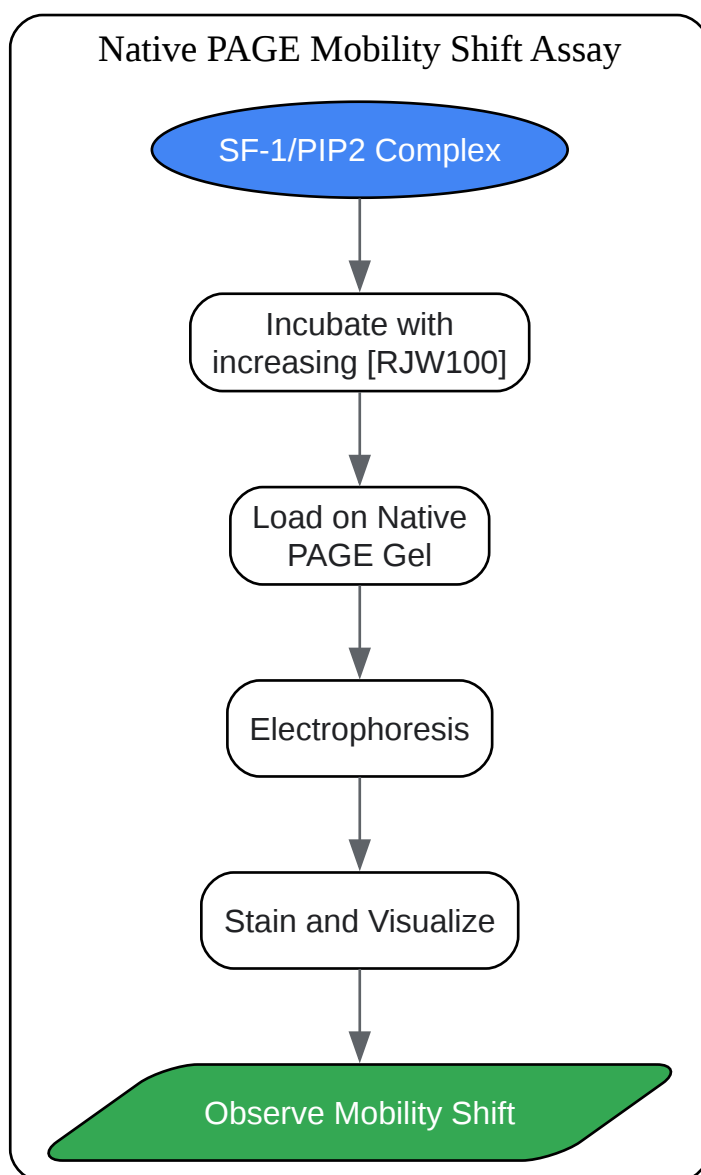 Native PAGE Mobility Shift Assay
SF-1/PIP2 Complex
Incubate with
increasing [RJW100]
Load on Native
PAGE Gel
Electrophoresis
Stain and Visualize
Observe Mobility Shift